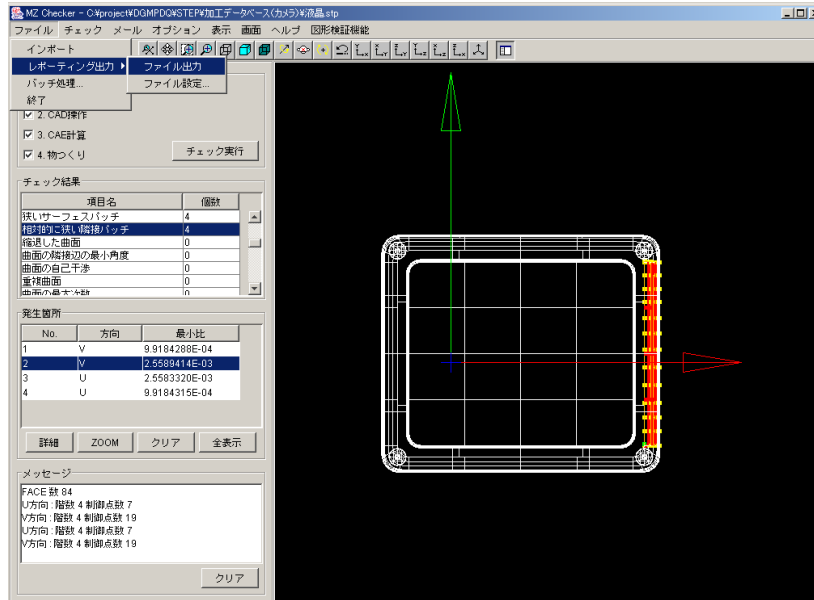 MZ Checker - C:¥project¥DGMPDQ¥STEP¥加工データベース(カメラ)¥液晶.stp
ファイル チェック メール オプション 表示 画面 ヘルプ 図形検証機能
インポート
レポーティング出力 ファイル出力
バッチ処理... ファイル設定...
終了
2. CAD操作
3. CAE計算
4. 物つくり チェック実行
チェック結果
項目名 個数
狭いサーフェスパッチ 4
相対的に狭い隣接パッチ 4
縮退した曲面 0
曲面の隣接辺の最小角度 0
曲面の自己干渉 0
重複曲面 0
曲面の最大次数 0
発生箇所
No. 方向 最小比
1 V 9.9184288E-04
2 V 2.5589414E-03
3 U 2.5583320E-03
4 U 9.9184315E-04
詳細 ZOOM クリア 全表示
メッセージ
FACE 数 84
U方向 : 階数 4 制御点数 7
V方向 : 階数 4 制御点数 19
U方向 : 階数 4 制御点数 7
V方向 : 階数 4 制御点数 19
クリア